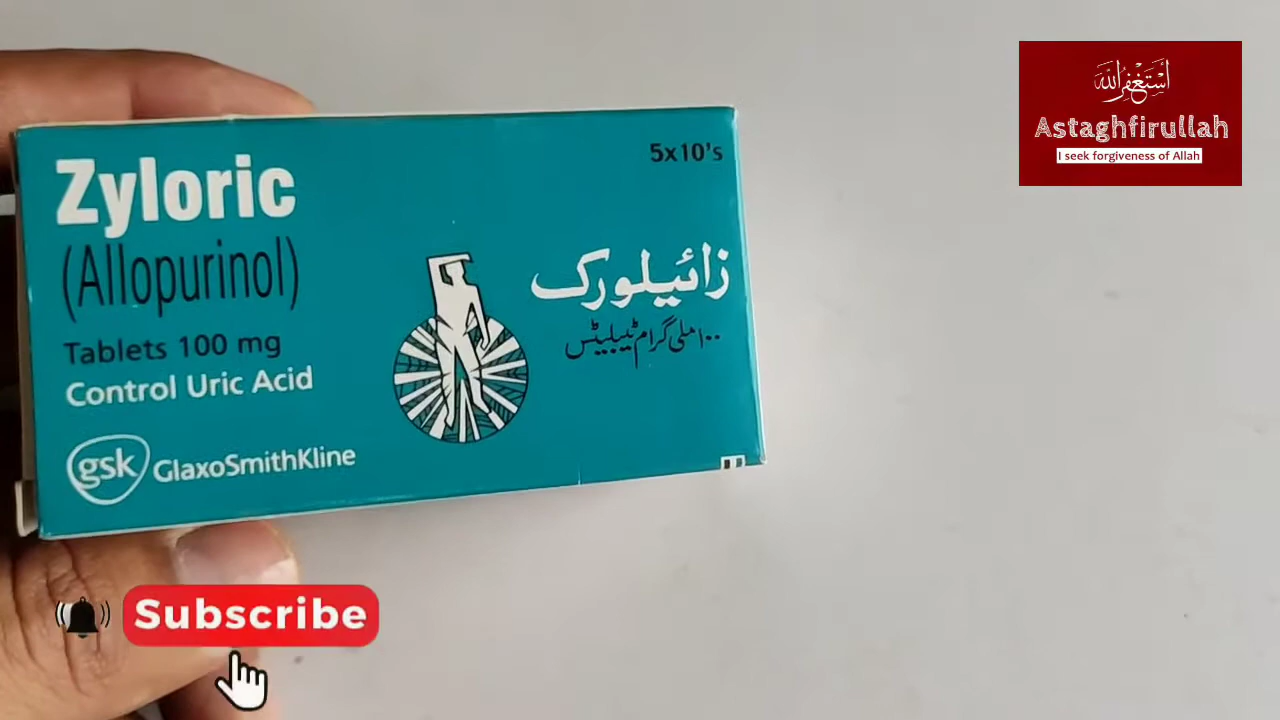 Zyloric
(Allopurinol)
Tablets 100 mg
Control Uric Acid
gsk GlaxoSmithKline
5x10's
زائیلورک
۱۰۰ ملی گرام ٹیبلیٹس
أستغفر الله
Astaghfirullah
I seek forgiveness of Allah
Subscribe